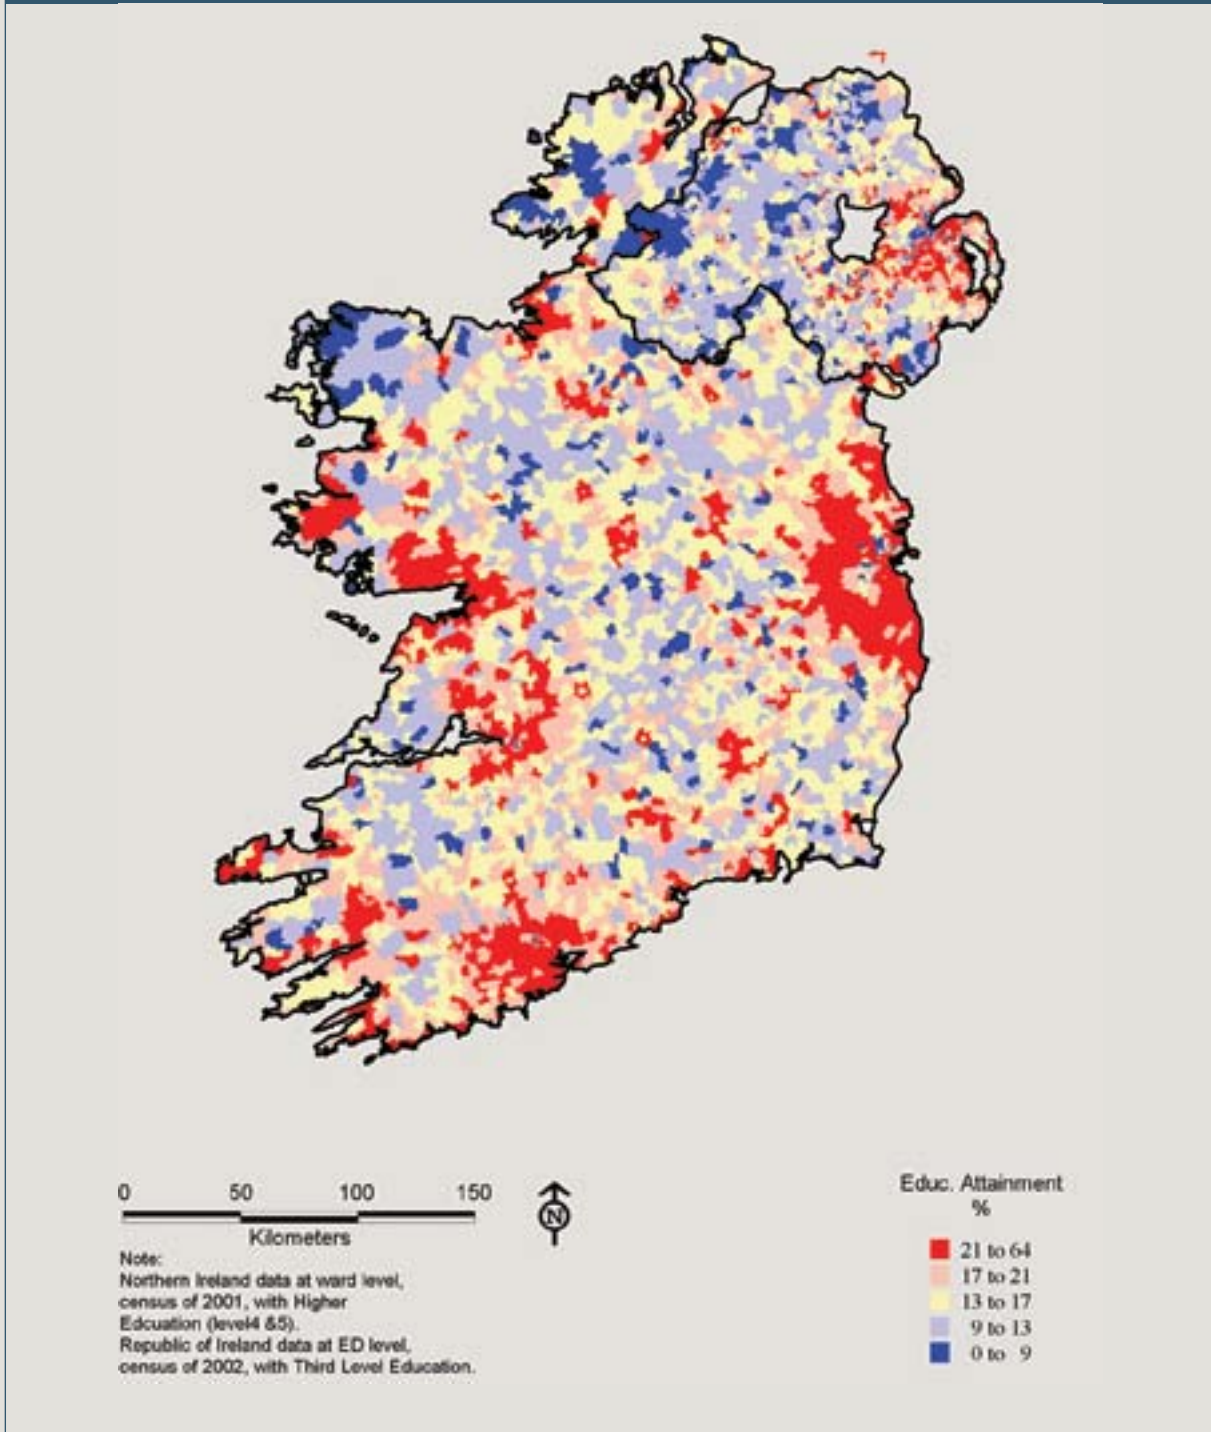 0 50 100 150
Kilometers
N
Note:
Northern Ireland data at ward level,
census of 2001, with Higher
Edcuation (level4 &5).
Republic of Ireland data at ED level,
census of 2002, with Third Level Education.
Educ. Attainment
%
21 to 64
17 to 21
13 to 17
9 to 13
0 to 9